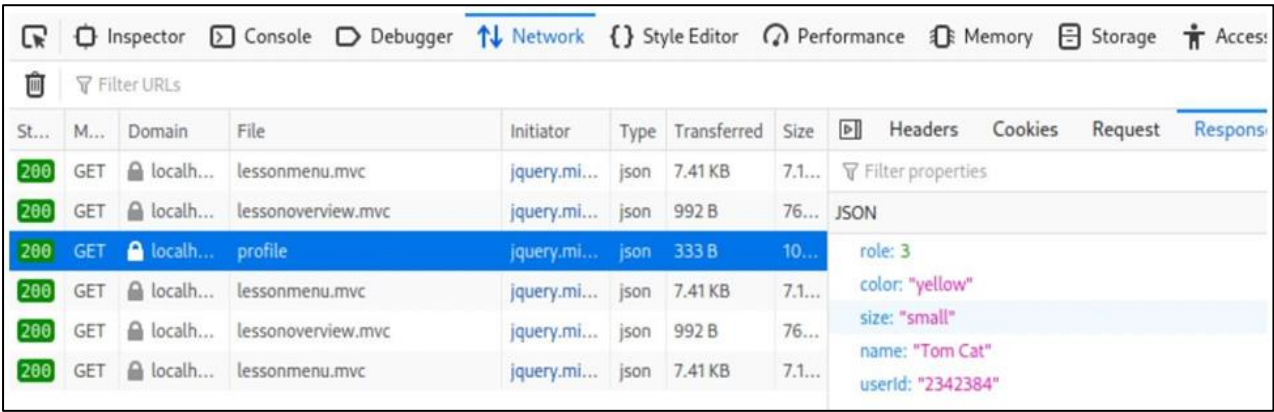 Inspector Console Debugger Network {} Style Editor Performance Memory Storage Access
Filter URLs
St... M... Domain File Initiator Type Transferred Size Headers Cookies Request Respons
200 GET localh... lessonmenu.mvc jquery.mi... json 7.41 KB 7.1... Filter properties
200 GET localh... lessonoverview.mvc jquery.mi... json 992 B 76... JSON
200 GET localh... profile jquery.mi... json 333 B 10... role: 3
200 GET localh... lessonmenu.mvc jquery.mi... json 7.41 KB 7.1... color: "yellow"
size: "small"
200 GET localh... lessonoverview.mvc jquery.mi... json 992 B 76... name: "Tom Cat"
200 GET localh... lessonmenu.mvc jquery.mi... json 7.41 KB 7.1... userId: "2342384"